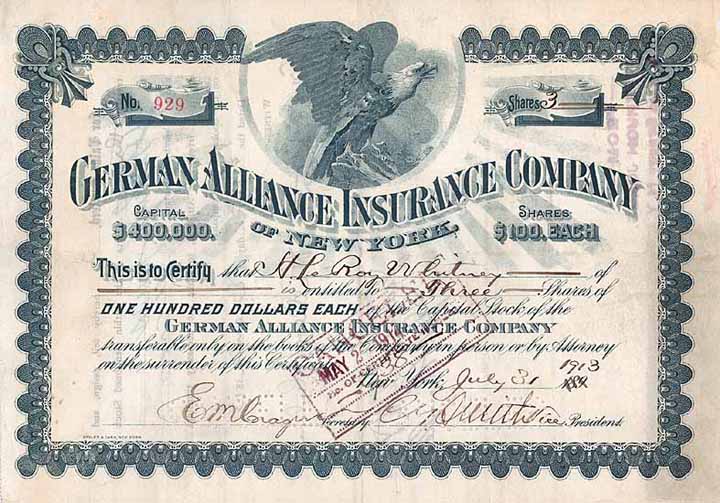 No. 929
Shares 3
GERMAN ALLIANCE INSURANCE COMPANY
OF NEW YORK.
CAPITAL
$400,000.
SHARES
$100. EACH
This is to Certify that H Le Roy Whitney of
is entitled to Three Shares of
ONE HUNDRED DOLLARS EACH of the Capital Stock of the
GERMAN ALLIANCE INSURANCE COMPANY
transferable only on the books of the Company in person or by Attorney
on the surrender of this Certificate
New York, July 31 1913
Secretary
Vice President.
MAY 2